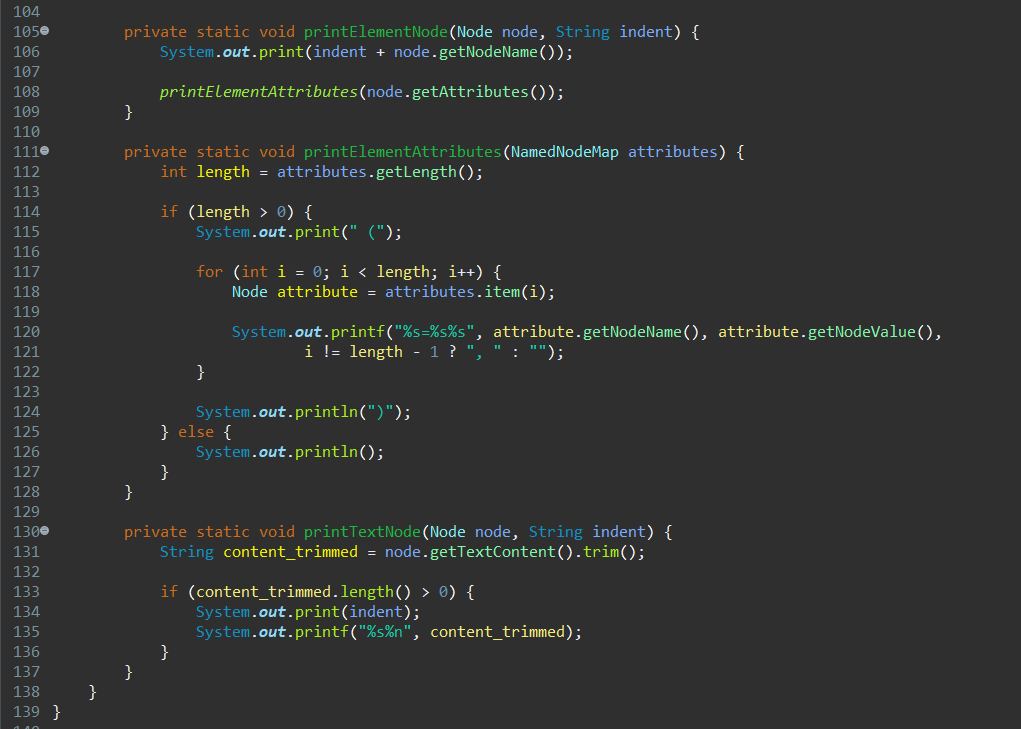 104
105 private static void printElementNode(Node node, String indent) {
106 System.out.print(indent + node.getNodeName());
107
108 printElementAttributes(node.getAttributes());
109 }
110
111 private static void printElementAttributes(NamedNodeMap attributes) {
112 int length = attributes.getLength();
113
114 if (length > 0) {
115 System.out.print(" (");
116
117 for (int i = 0; i < length; i++) {
118 Node attribute = attributes.item(i);
119
120 System.out.printf("%s=%s%s", attribute.getNodeName(), attribute.getNodeValue(),
121 i != length - 1 ? ", " : "");
122 }
123
124 System.out.println(")");
125 } else {
126 System.out.println();
127 }
128 }
129
130 private static void printTextNode(Node node, String indent) {
131 String content_trimmed = node.getTextContent().trim();
132
133 if (content_trimmed.length() > 0) {
134 System.out.print(indent);
135 System.out.printf("%s%n", content_trimmed);
136 }
137 }
138 }
139 }